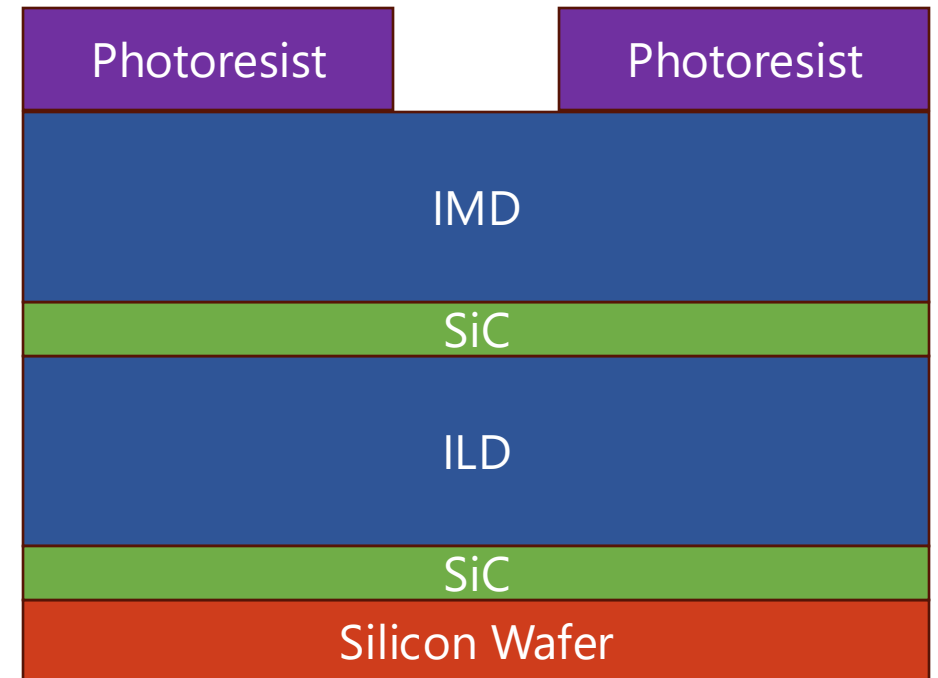 Photoresist
Photoresist
IMD
SiC
ILD
SiC
Silicon Wafer